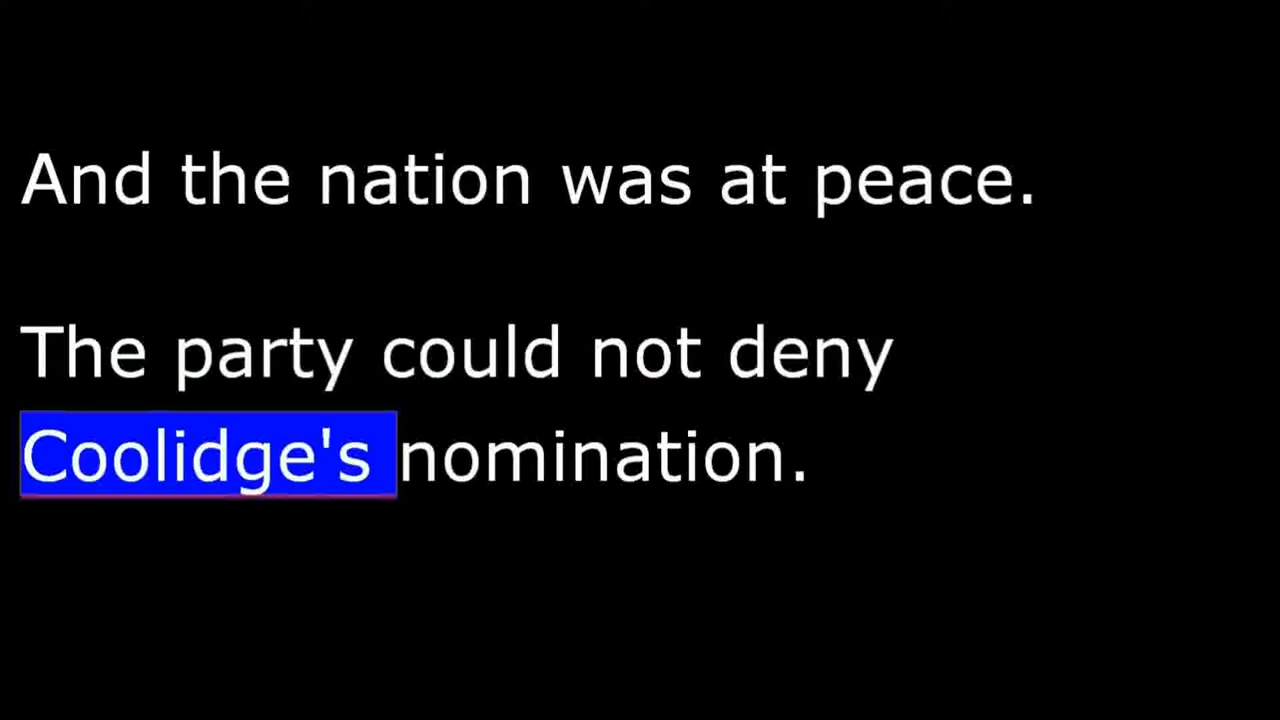 And the nation was at peace.
The party could not deny
Coolidge's nomination.